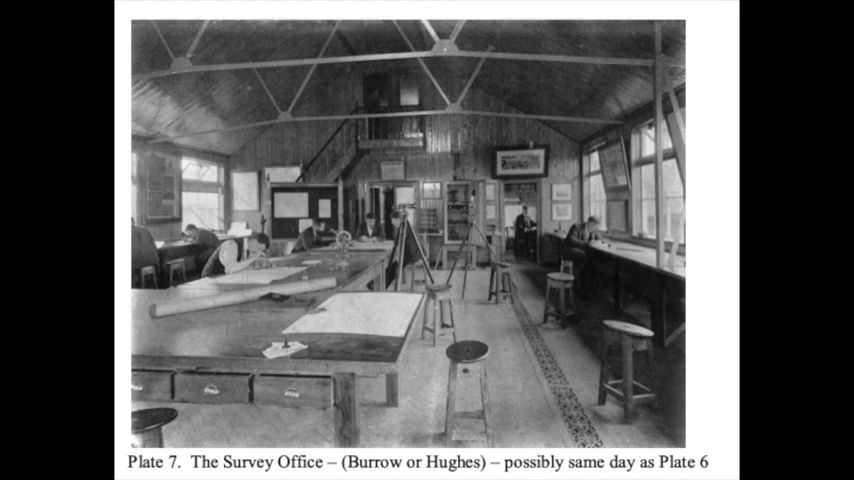 Plate 7. The Survey Office – (Burrow or Hughes) – possibly same day as Plate 6